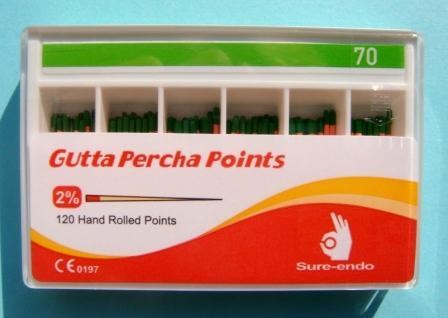 70
Gutta Percha Points
2%
120 Hand Rolled Points
CE 0197
Sure-endo